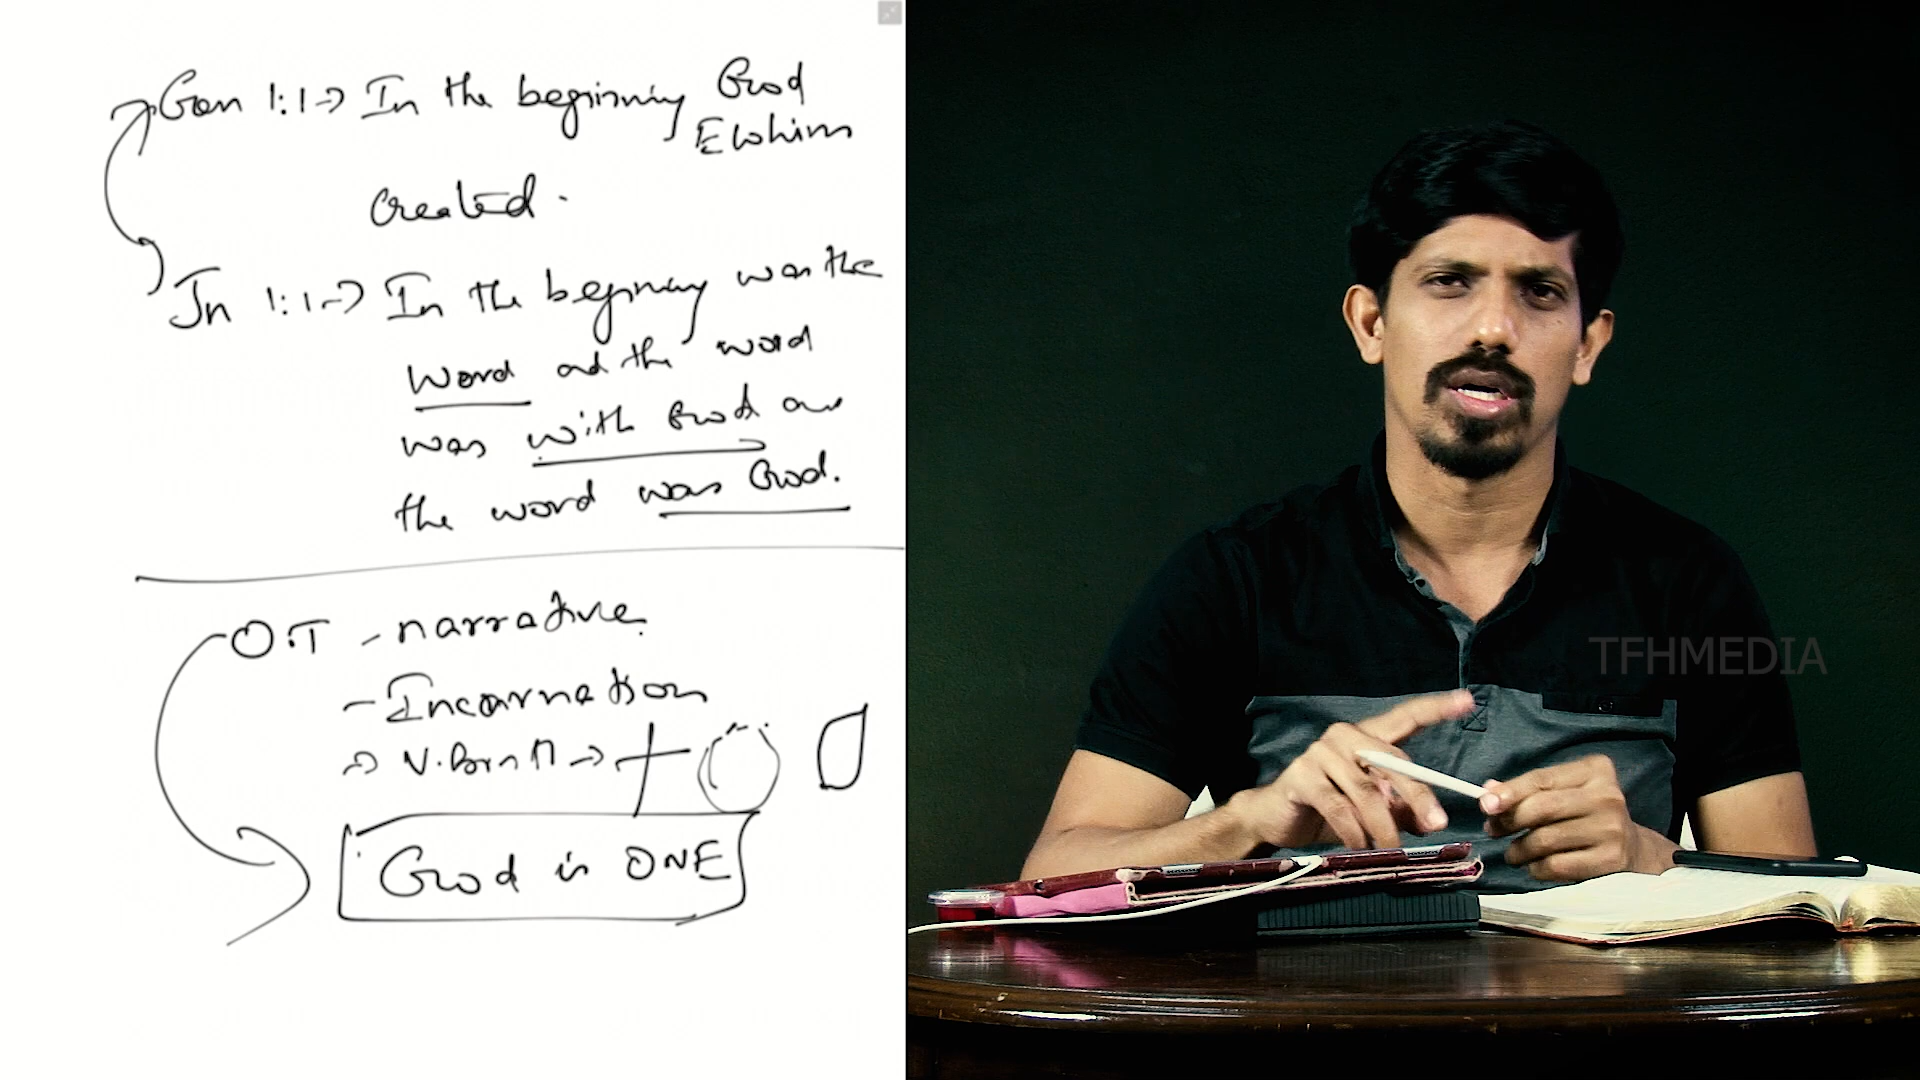 Gen 1:1 → In the beginning God
Elohim
created.
Jn 1:1 → In the beginning was the
Word and the word
was with God and
the word was God.
O.T - narrative.
- Incarnation
God is ONE
TFHMEDIA